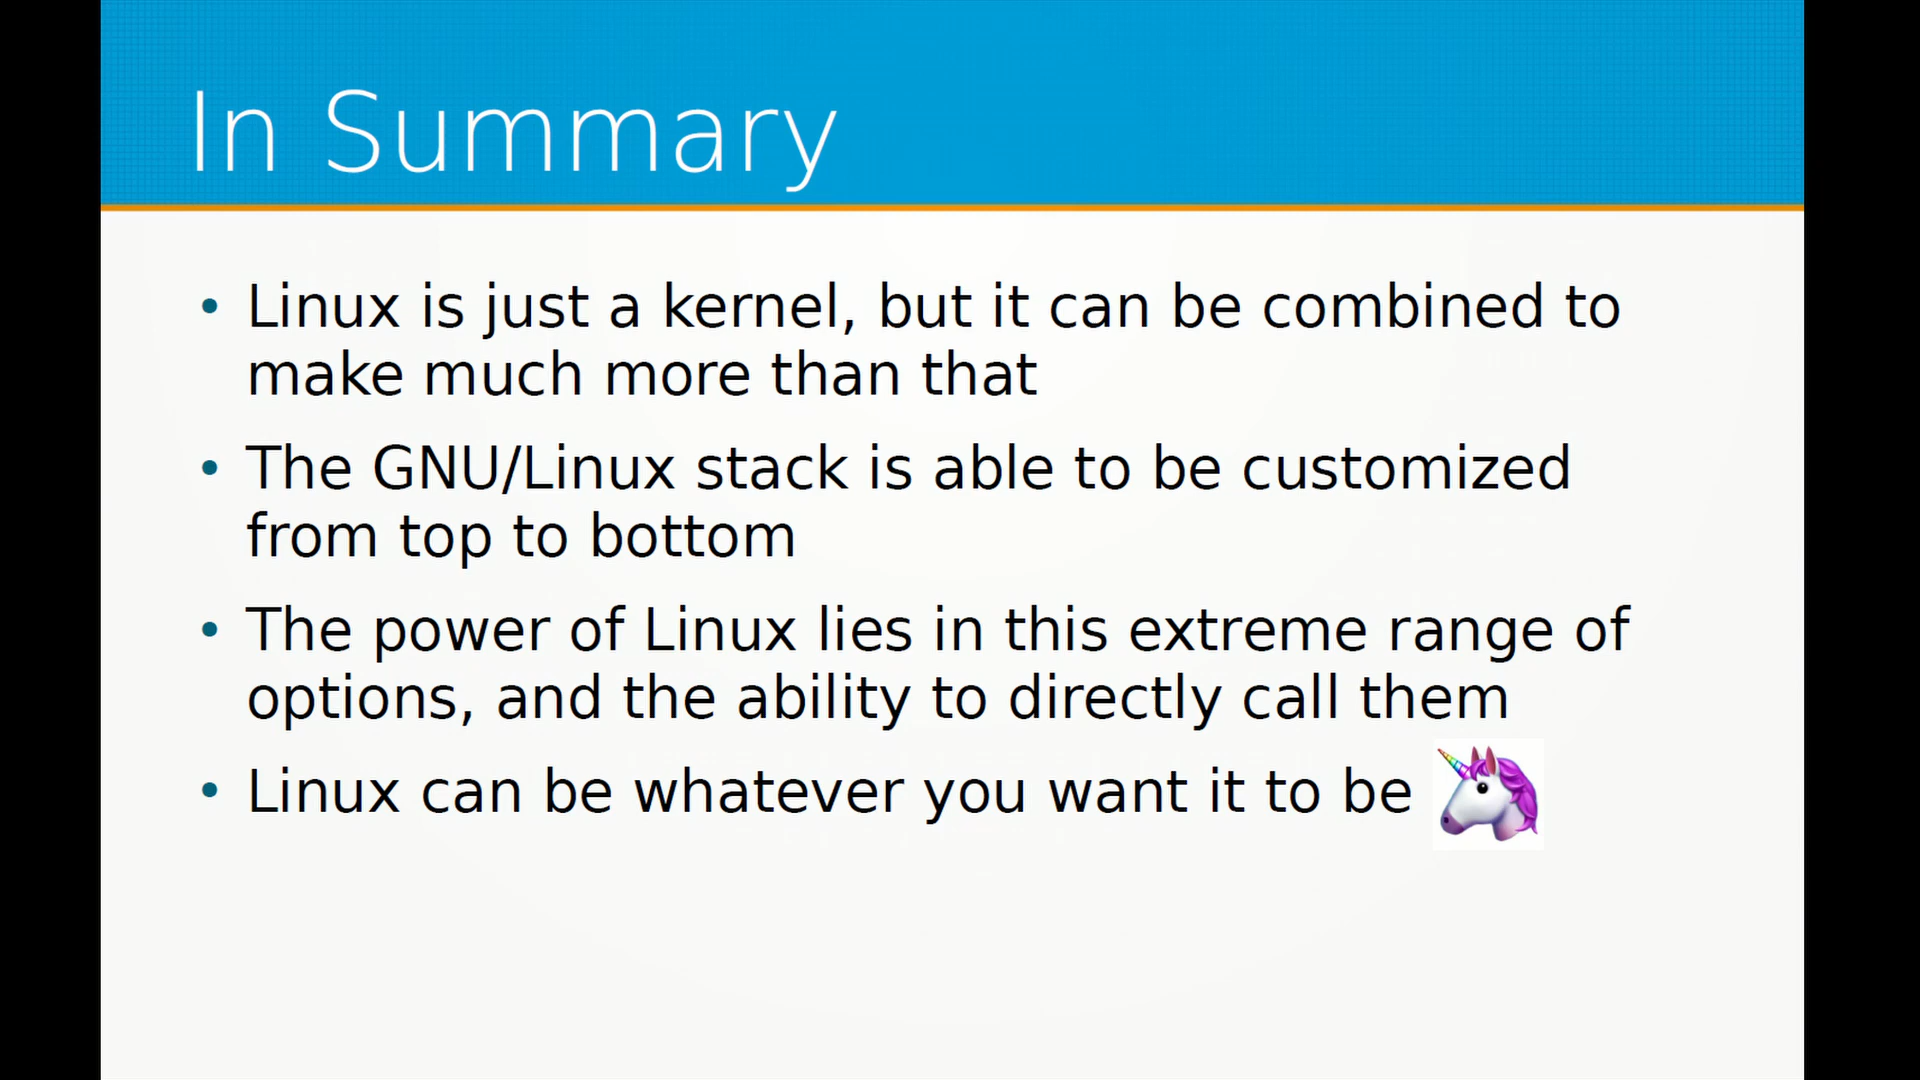 In Summary
• Linux is just a kernel, but it can be combined to
make much more than that
• The GNU/Linux stack is able to be customized
from top to bottom
• The power of Linux lies in this extreme range of
options, and the ability to directly call them
• Linux can be whatever you want it to be 🦄